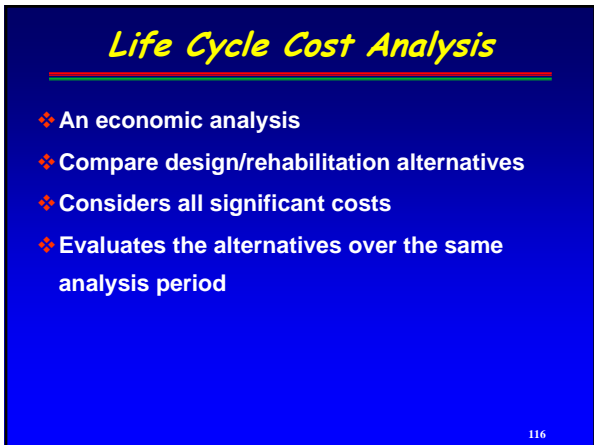 Life Cycle Cost Analysis
An economic analysis
Compare design/rehabilitation alternatives
Considers all significant costs
Evaluates the alternatives over the same
analysis period
116